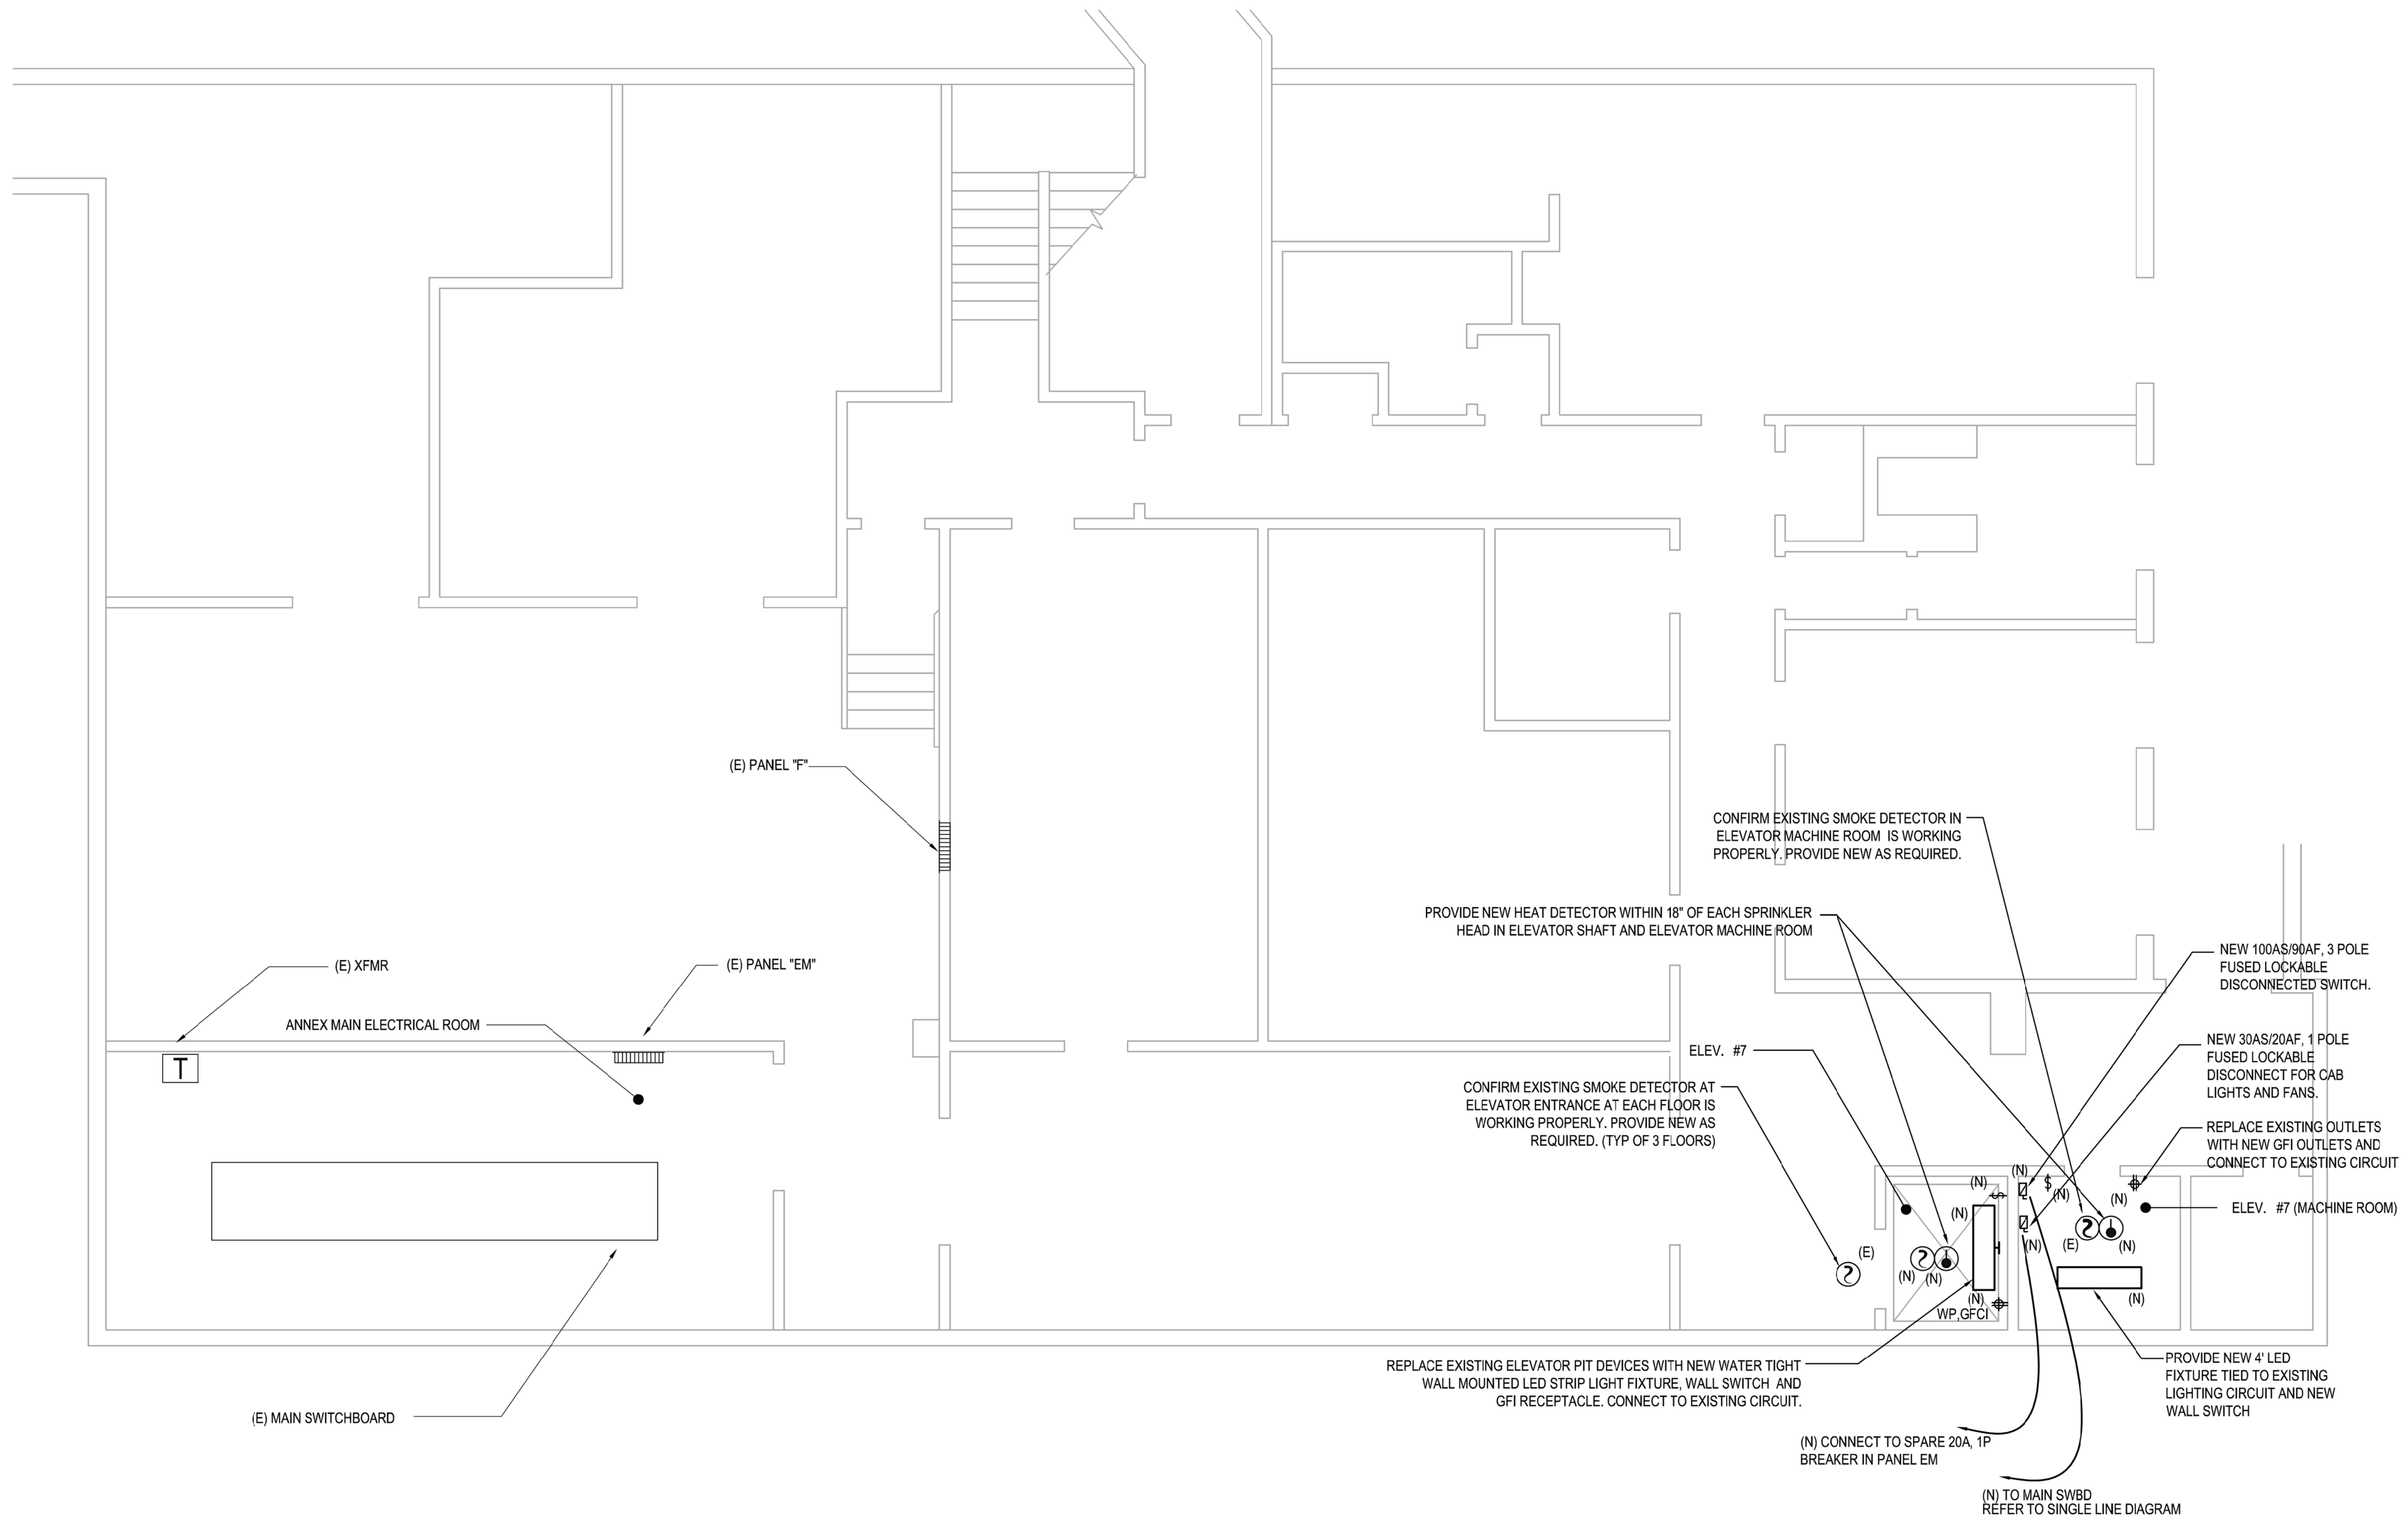 (E) PANEL "F"
CONFIRM EXISTING SMOKE DETECTOR IN
ELEVATOR MACHINE ROOM IS WORKING
PROPERLY. PROVIDE NEW AS REQUIRED.
PROVIDE NEW HEAT DETECTOR WITHIN 18" OF EACH SPRINKLER
HEAD IN ELEVATOR SHAFT AND ELEVATOR MACHINE ROOM
NEW 100AS/90AF, 3 POLE
FUSED LOCKABLE
DISCONNECTED SWITCH.
(E) XFMR
(E) PANEL "EM"
ANNEX MAIN ELECTRICAL ROOM
T
ELEV. #7
NEW 30AS/20AF, 1 POLE
FUSED LOCKABLE
DISCONNECT FOR CAB
LIGHTS AND FANS.
CONFIRM EXISTING SMOKE DETECTOR AT
ELEVATOR ENTRANCE AT EACH FLOOR IS
WORKING PROPERLY. PROVIDE NEW AS
REQUIRED. (TYP OF 3 FLOORS)
REPLACE EXISTING OUTLETS
WITH NEW GFI OUTLETS AND
CONNECT TO EXISTING CIRCUIT
(N)
(N)
$
$
(N)
(N)
(N)
ELEV. #7 (MACHINE ROOM)
(E)
(N)
(E)
(N)
(N)
(N)
(N)
WP,GFCI
(N)
REPLACE EXISTING ELEVATOR PIT DEVICES WITH NEW WATER TIGHT
WALL MOUNTED LED STRIP LIGHT FIXTURE, WALL SWITCH AND
GFI RECEPTACLE. CONNECT TO EXISTING CIRCUIT.
PROVIDE NEW 4' LED
FIXTURE TIED TO EXISTING
LIGHTING CIRCUIT AND NEW
WALL SWITCH
(E) MAIN SWITCHBOARD
(N) CONNECT TO SPARE 20A, 1P
BREAKER IN PANEL EM
(N) TO MAIN SWBD
REFER TO SINGLE LINE DIAGRAM